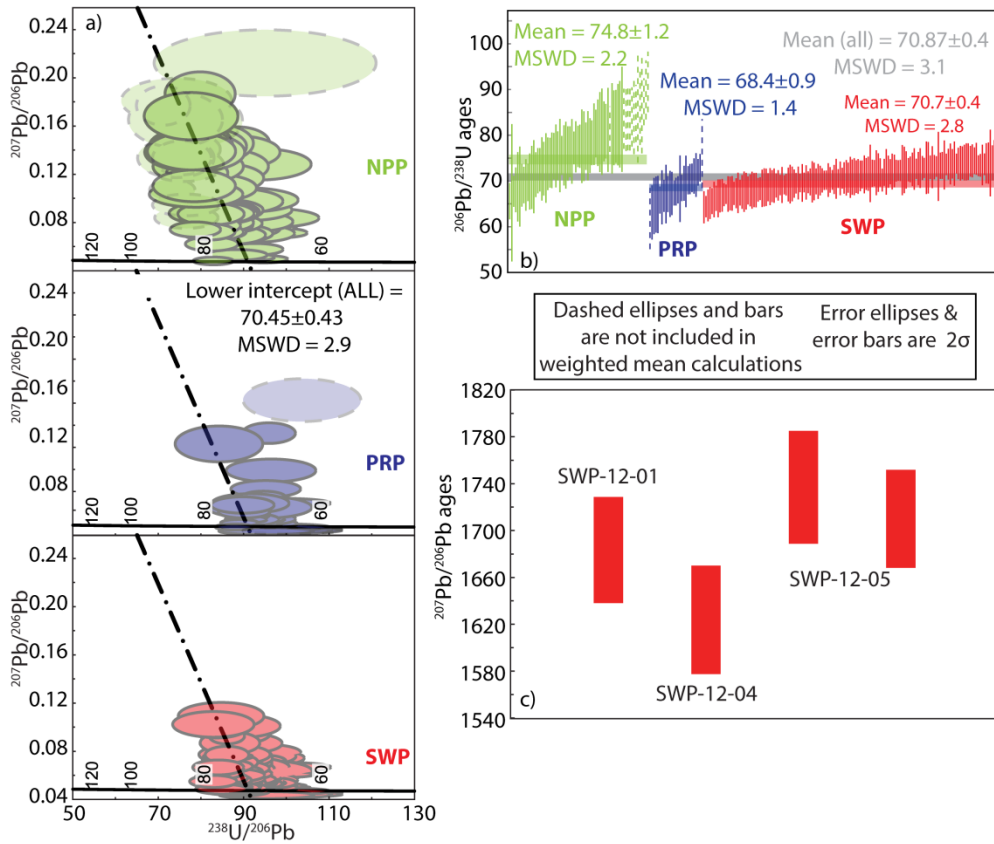 a)
0.24
0.20
0.16
0.12
0.08
²⁰⁷Pb/²⁰⁶Pb
NPP
120
100
80
60
Lower intercept (ALL) =
70.45±0.43
MSWD = 2.9
0.24
0.20
0.16
0.12
0.08
²⁰⁷Pb/²⁰⁶Pb
PRP
120
100
80
60
0.24
0.20
0.16
0.12
0.08
0.04
²⁰⁷Pb/²⁰⁶Pb
SWP
120
100
80
60
50 70 90 110 130
²³⁸U/²⁰⁶Pb
100
90
80
70
60
50
²⁰⁶Pb/²³⁸U ages
Mean = 74.8±1.2
MSWD = 2.2
Mean = 68.4±0.9
MSWD = 1.4
Mean (all) = 70.87±0.4
MSWD = 3.1
Mean = 70.7±0.4
MSWD = 2.8
NPP
PRP
SWP
b)
Dashed ellipses and bars
are not included in
weighted mean calculations
Error ellipses &
error bars are 2σ
1820
1780
1740
1700
1660
1620
1580
1540
²⁰⁷Pb/²⁰⁶Pb ages
SWP-12-01
SWP-12-05
SWP-12-04
c)